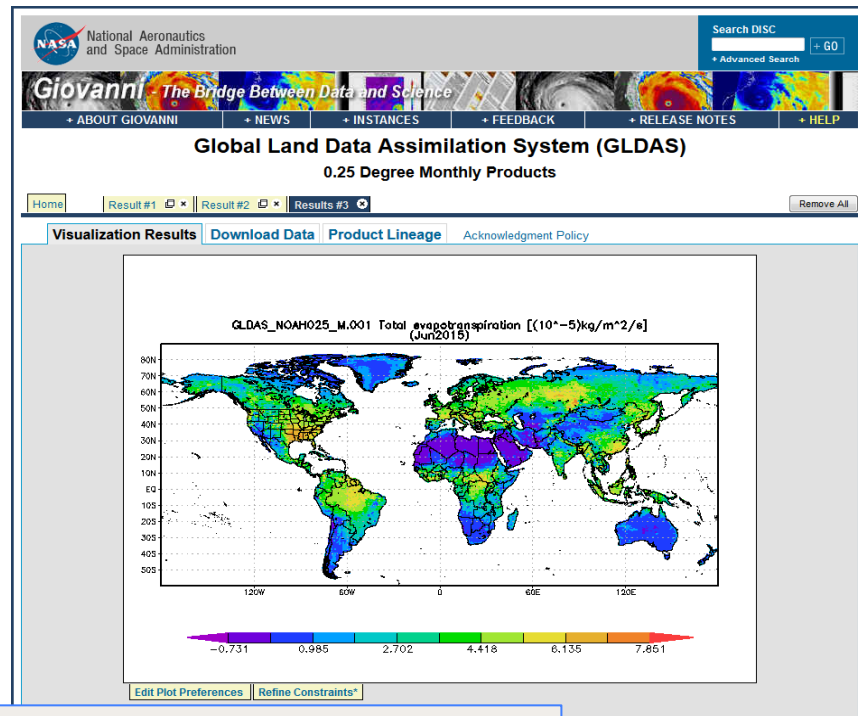 NASA
National Aeronautics
and Space Administration
Search DISC
+ GO
+ Advanced Search
Giovanni - The Bridge Between Data and Science
+ ABOUT GIOVANNI + NEWS + INSTANCES + FEEDBACK + RELEASE NOTES + HELP
Global Land Data Assimilation System (GLDAS)
0.25 Degree Monthly Products
Home Result #1 Result #2 Results #3 Remove All
Visualization Results Download Data Product Lineage Acknowledgment Policy
GLDAS_NOAH025_M.001 Total evapotranspiration [(10^-5)kg/m^2/s]
(Jun2015)
80N
70N
60N
50N
40N
30N
20N
10N
EQ
10S
20S
30S
40S
50S
120W 60W 0 60E 120E
-0.731 0.985 2.702 4.418 6.135 7.851
Edit Plot Preferences Refine Constraints*